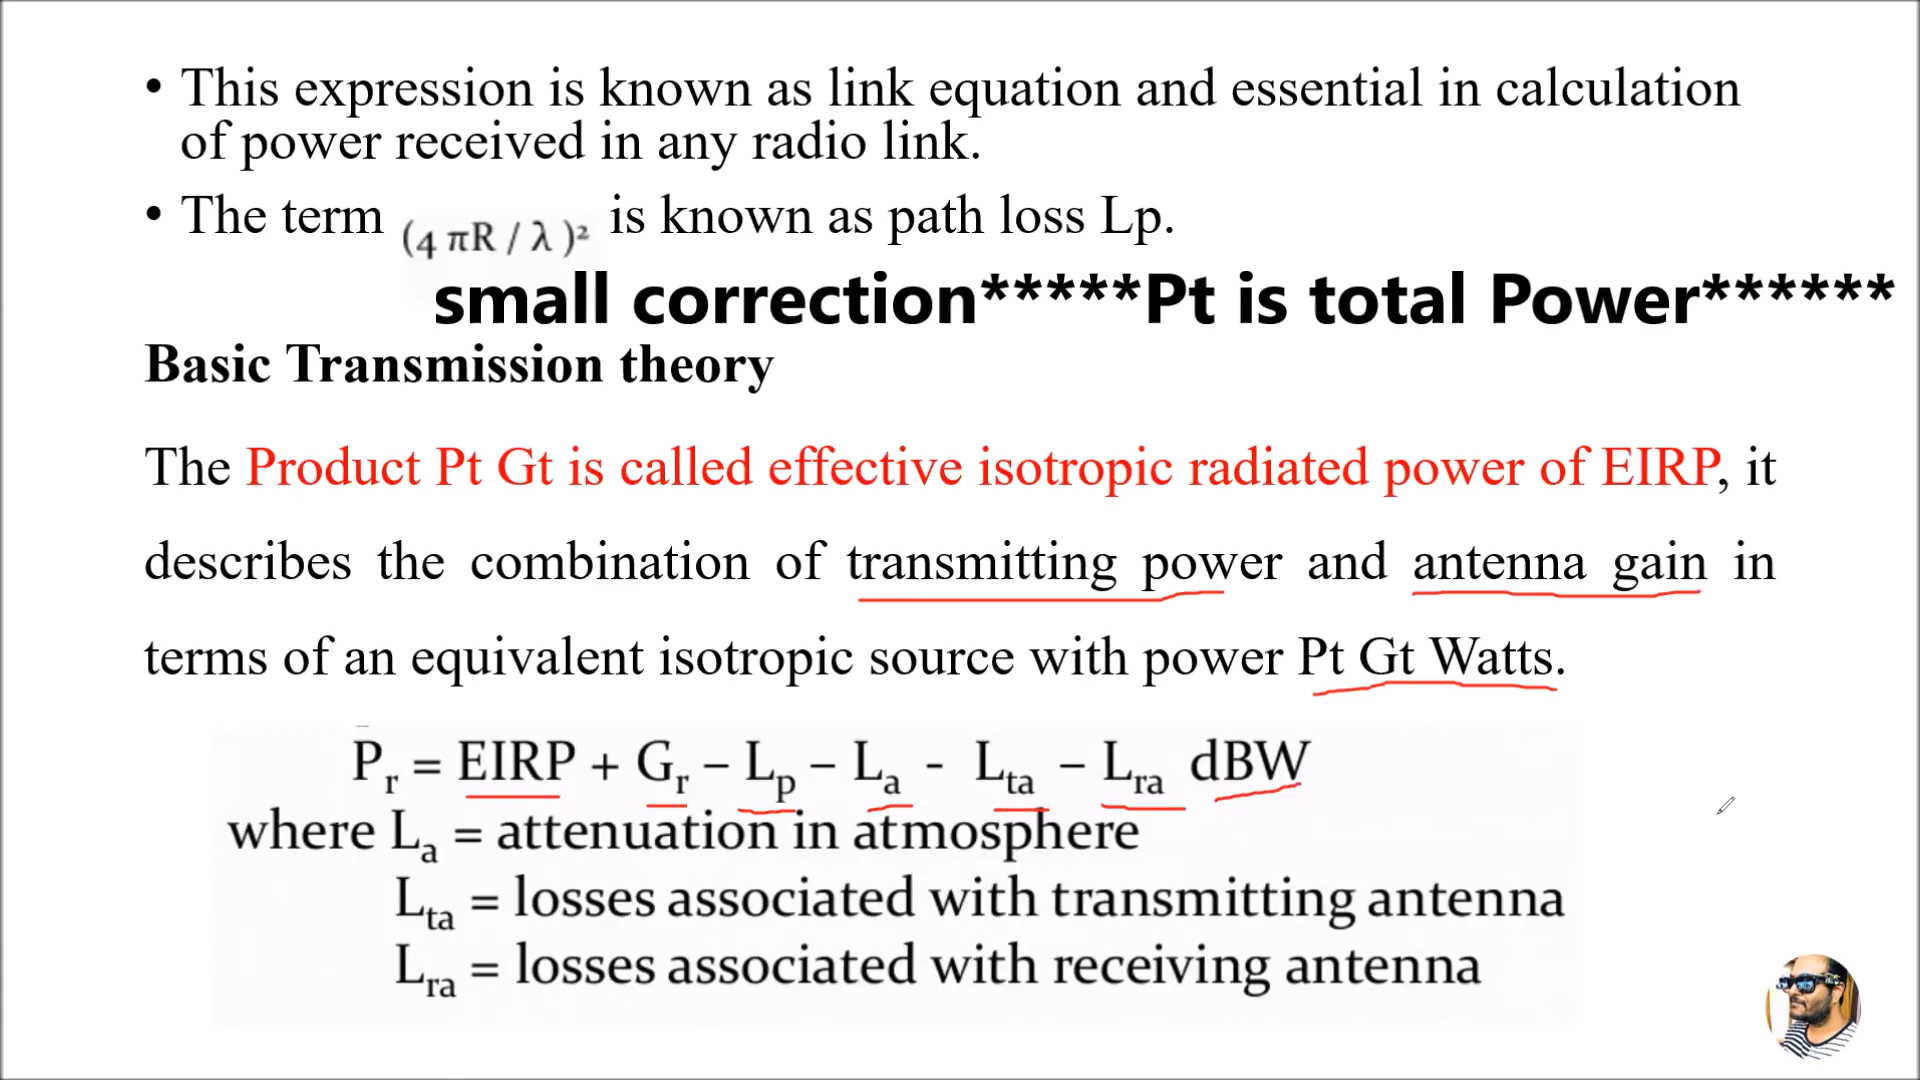 • This expression is known as link equation and essential in calculation
of power received in any radio link.
• The term (4 πR / λ )² is known as path loss Lp.
small correction*****Pt is total Power******
Basic Transmission theory
The Product Pt Gt is called effective isotropic radiated power of EIRP, it
describes the combination of transmitting power and antenna gain in
terms of an equivalent isotropic source with power Pt Gt Watts.
Pr = EIRP + Gr – Lp – La - Lta – Lra dBW
where La = attenuation in atmosphere
Lta = losses associated with transmitting antenna
Lra = losses associated with receiving antenna